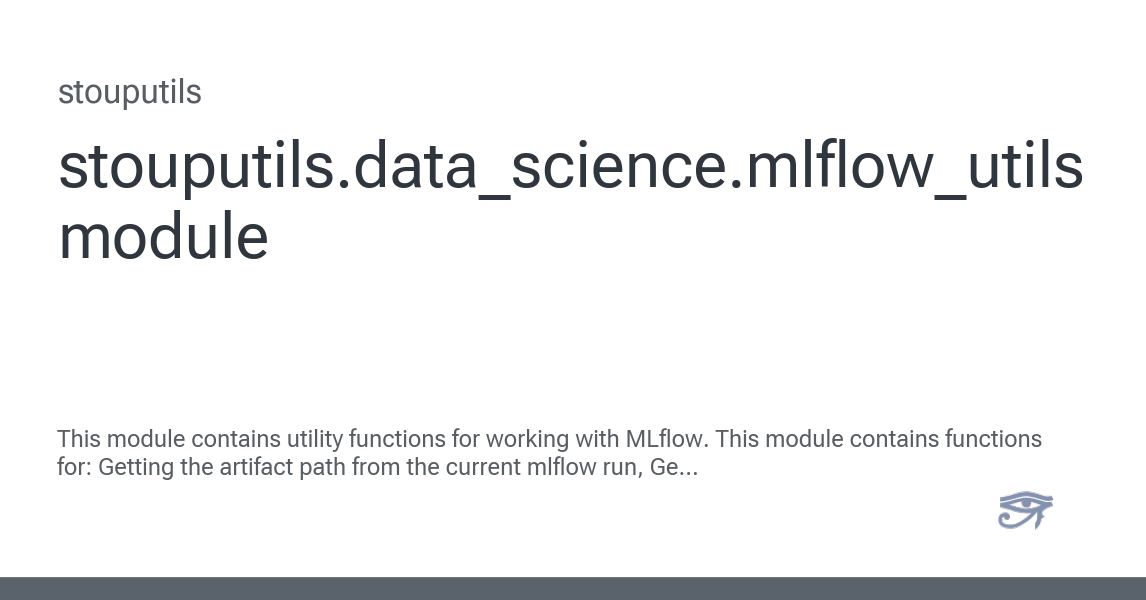 stouputils
stouputils.data_science.mlflow_utils
module
This module contains utility functions for working with MLflow. This module contains functions
for: Getting the artifact path from the current mlflow run, Ge...